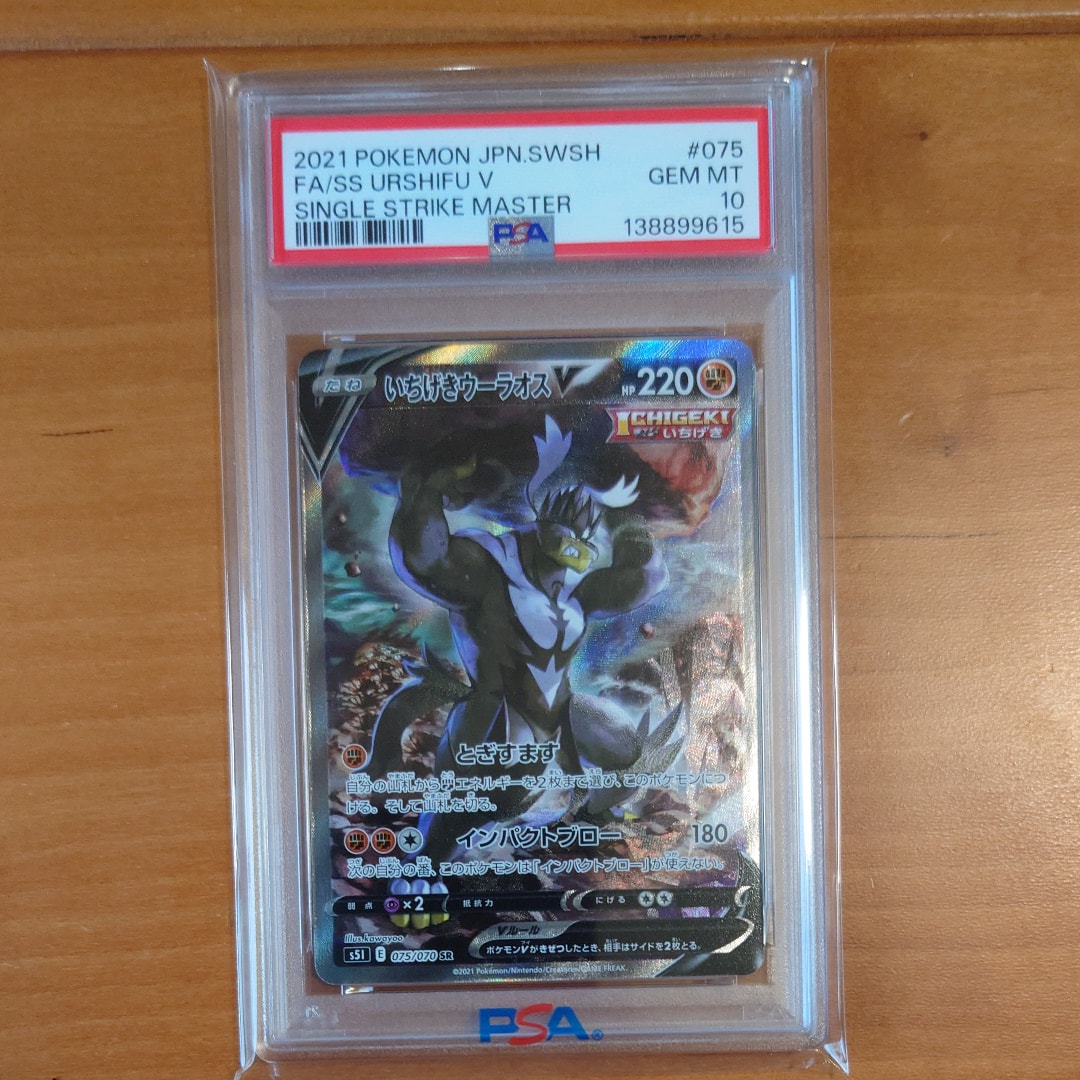 2021 POKEMON JPN.SWSH #075
FA/SS URSHIFU V GEM MT
SINGLE STRIKE MASTER 10
PSA 138899615
たね いちげきウーラオス V HP 220
ICHIGEKI
いちげき
とぎすます
自分の山札から エネルギーを2枚まで選び、このポケモンにつ
ける。そして山札を切る。
インパクトブロー 180
次の自分の番、このポケモンは「インパクトブロー」が使えない。
弱点 ×2 抵抗力 にげる
Vルール
ポケモンVがきぜつしたとき、相手はサイドを2枚とる。
Illus. kawayoo
s5I E 075/070 SR
©2021 Pokémon/Nintendo/Creatures/GAME FREAK.
PSA®